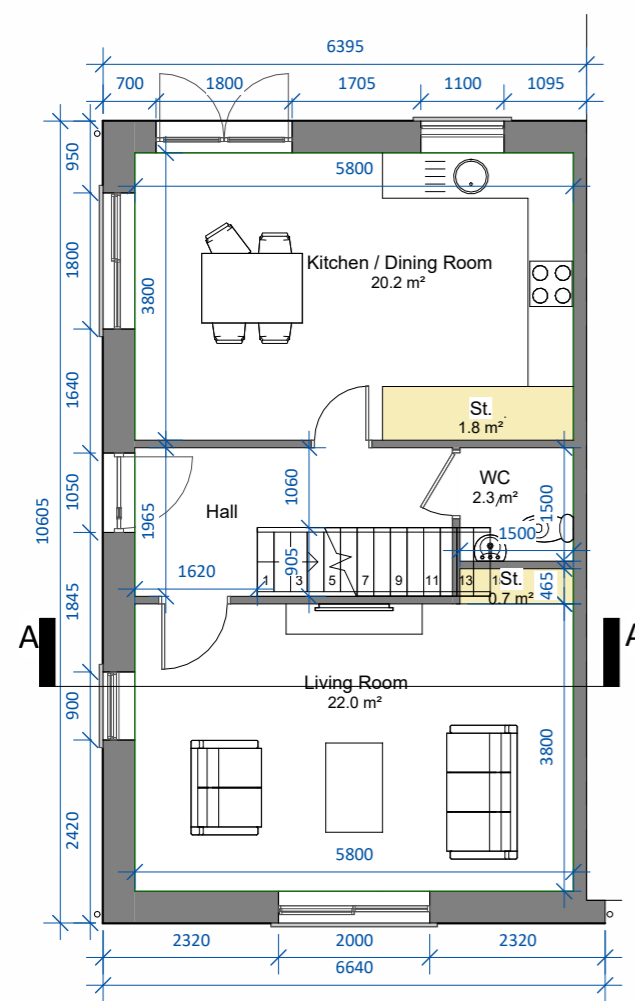 6395
700 1800 1705 1100 1095
950
5800
1800
3800
Kitchen / Dining Room
20.2 m²
1640
St.
1.8 m²
10605
1050
1965
Hall
1060
WC
2.3 m²
1500
1500
1620
905
1 3 5 7 9 11 13 1
St.
0.7 m²
465
1845
A
A
Living Room
22.0 m²
900
3800
2420
5800
2320 2000 2320
6640